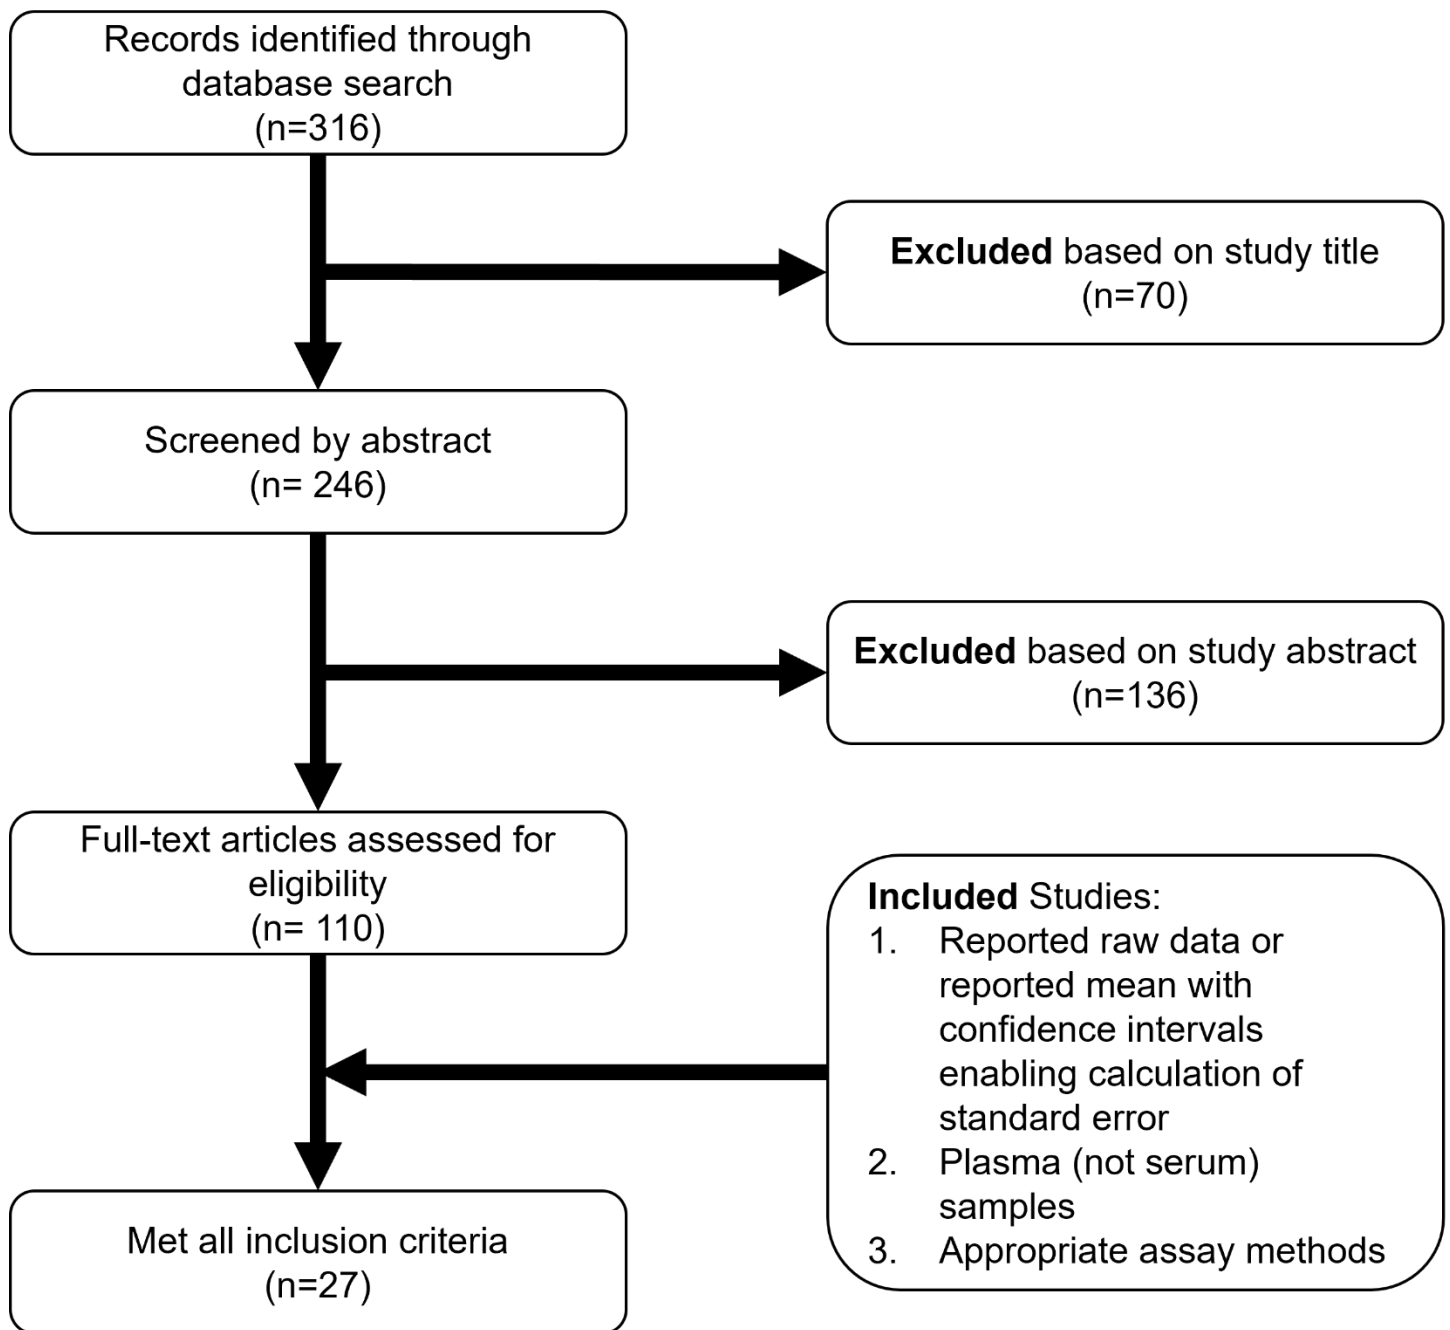 Records identified through
database search
(n=316)
Excluded based on study title
(n=70)
Screened by abstract
(n= 246)
Excluded based on study abstract
(n=136)
Full-text articles assessed for
eligibility
(n= 110)
Included Studies:
1. Reported raw data or
reported mean with
confidence intervals
enabling calculation of
standard error
2. Plasma (not serum)
samples
3. Appropriate assay methods
Met all inclusion criteria
(n=27)